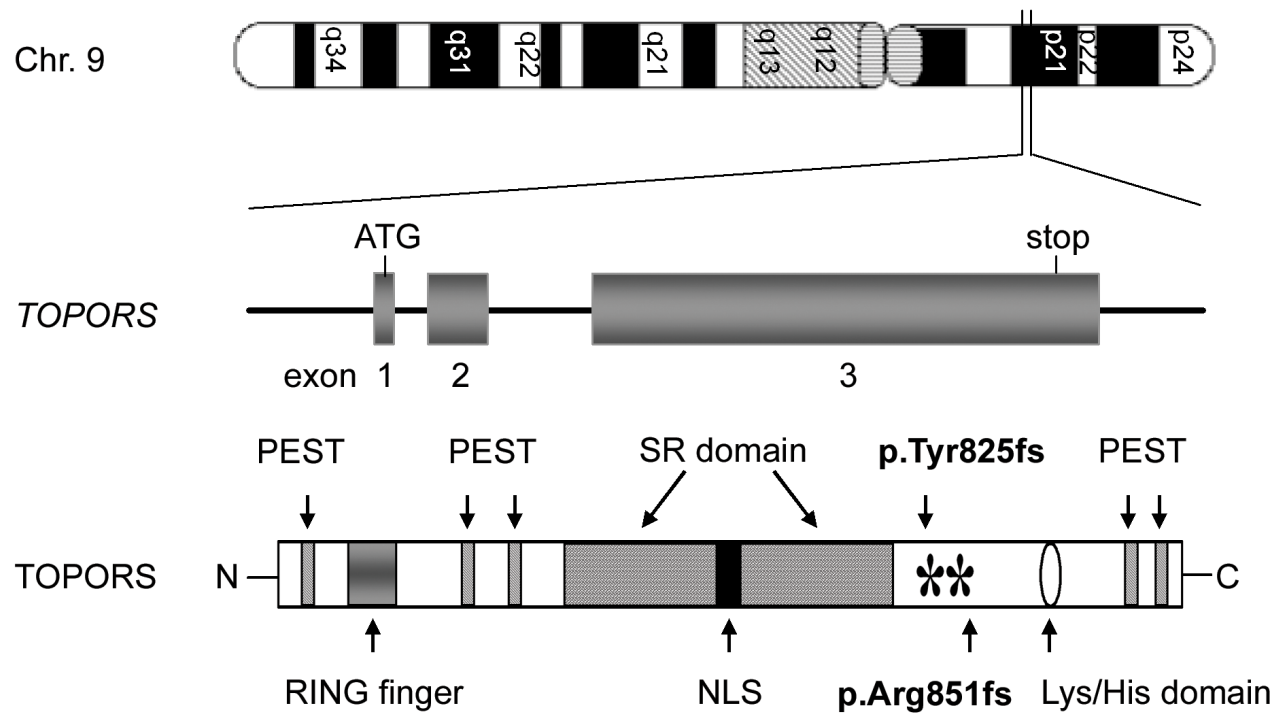 Chr. 9
q34 q31 q22 q21 q13 q12 p21 p22 p24
ATG stop
TOPORS
exon 1 2 3
PEST PEST SR domain p.Tyr825fs PEST
TOPORS N ** C
RING finger NLS p.Arg851fs Lys/His domain